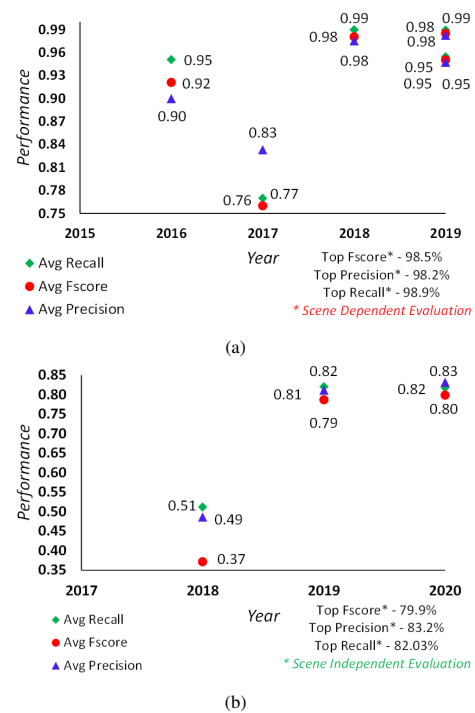 (a)
0.99
0.96
0.93
0.90
0.87
0.84
0.81
0.78
0.75
Performance
0.95
0.92
0.90
0.83
0.76
0.77
0.99
0.98
0.98
0.99
0.98
0.98
0.95
0.95
0.95
2015
2016
2017
2018
2019
Year
Avg Recall
Avg Fscore
Avg Precision
Top Fscore* - 98.5%
Top Precision* - 98.2%
Top Recall* - 98.9%
* Scene Dependent Evaluation
(a)
0.85
0.80
0.75
0.70
0.65
0.60
0.55
0.50
0.45
0.40
0.35
Performance
0.51
0.49
0.37
0.82
0.81
0.79
0.83
0.82
0.80
2017
2018
2019
2020
Year
Avg Recall
Avg Fscore
Avg Precision
Top Fscore* - 79.9%
Top Precision* - 83.2%
Top Recall* - 82.03%
* Scene Independent Evaluation
(b)